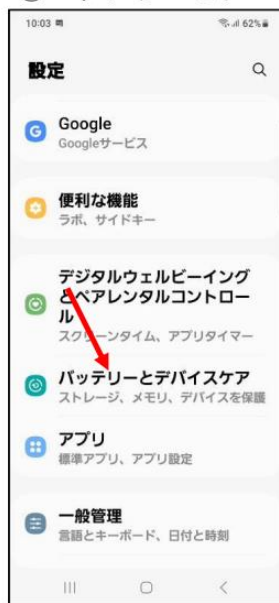 10:03 62%
設定
Google
Googleサービス
便利な機能
ラボ、サイドキー
デジタルウェルビーイング
とペアレンタルコントロー
ル
スクリーンタイム、アプリタイマー
バッテリーとデバイスケア
ストレージ、メモリ、デバイスを保護
アプリ
標準アプリ、アプリ設定
一般管理
言語とキーボード、日付と時刻